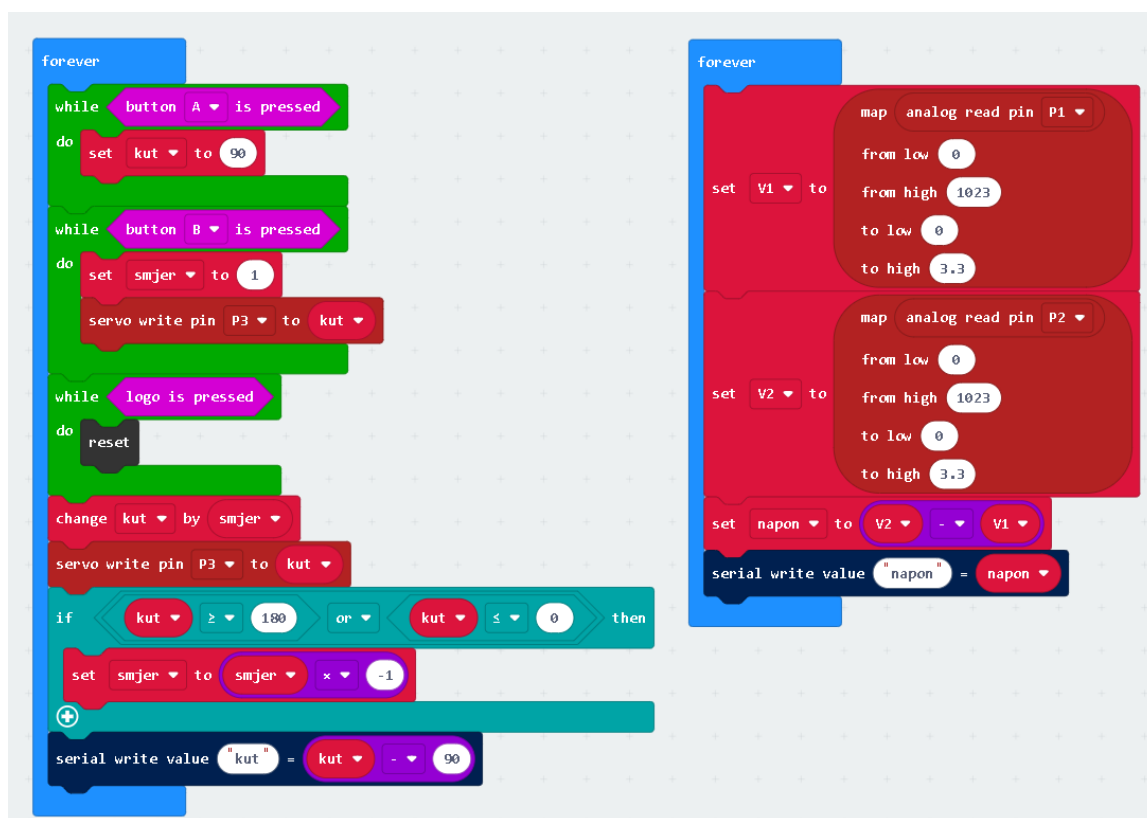 forever
while button A is pressed
do
set kut to 90
while button B is pressed
do
set smjer to 1
servo write pin P3 to kut
while logo is pressed
do
reset
change kut by smjer
servo write pin P3 to kut
if kut ≥ 180 or kut ≤ 0 then
set smjer to smjer × -1
serial write value "kut" = kut - 90
forever
set V1 to
map analog read pin P1
from low 0
from high 1023
to low 0
to high 3.3
set V2 to
map analog read pin P2
from low 0
from high 1023
to low 0
to high 3.3
set napon to V2 - V1
serial write value "napon" = napon